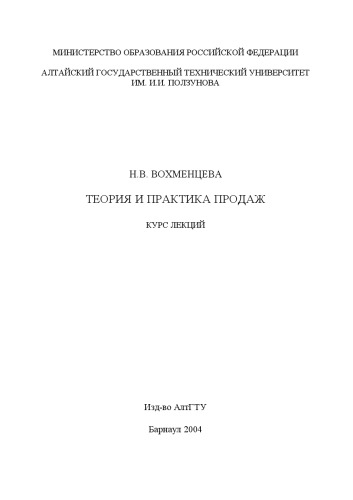 МИНИСТЕРСТВО ОБРАЗОВАНИЯ РОССИЙСКОЙ ФЕДЕРАЦИИ
АЛТАЙСКИЙ ГОСУДАРСТВЕННЫЙ ТЕХНИЧЕСКИЙ УНИВЕРСИТЕТ
ИМ. И.И. ПОЛЗУНОВА
Н.В. ВОХМЕНЦЕВА
ТЕОРИЯ И ПРАКТИКА ПРОДАЖ
КУРС ЛЕКЦИЙ
Изд-во АлтГТУ
Барнаул 2004